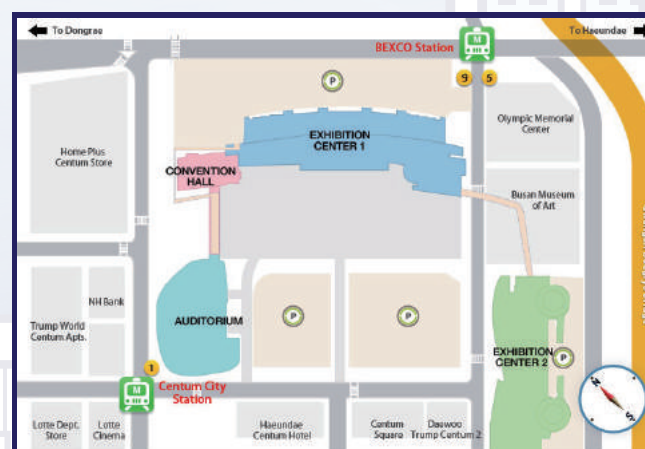 To Dongrae
BEXCO Station
M
To Haeundae
9
5
P
Olympic Memorial
Center
EXHIBITION
CENTER 1
Home Plus
Centum Store
CONVENTION
HALL
Busan Museum
of Art
NH Bank
Trump World
Centum Apts.
AUDITORIUM
P
P
EXHIBITION
CENTER 2
P
N
S
1
M
Centum City
Station
Lotte Dept.
Store
Lotte
Cinema
Haeundae
Centum Hotel
Centum
Square
Daewoo
Trump Centum 2